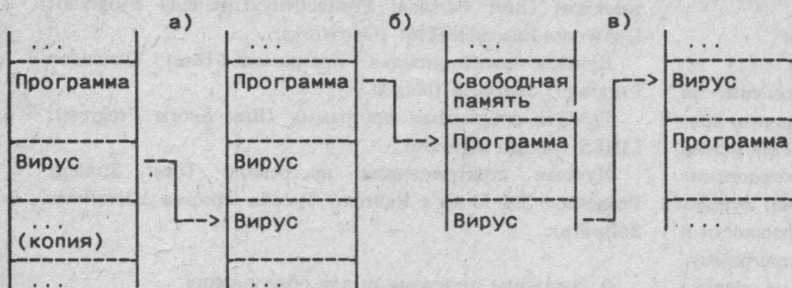 а) б) в)
... ... ... ...
Программа Программа Свободная память Вирус
Вирус Вирус Программа Программа
... Вирус Вирус ...
(копия)
... ...